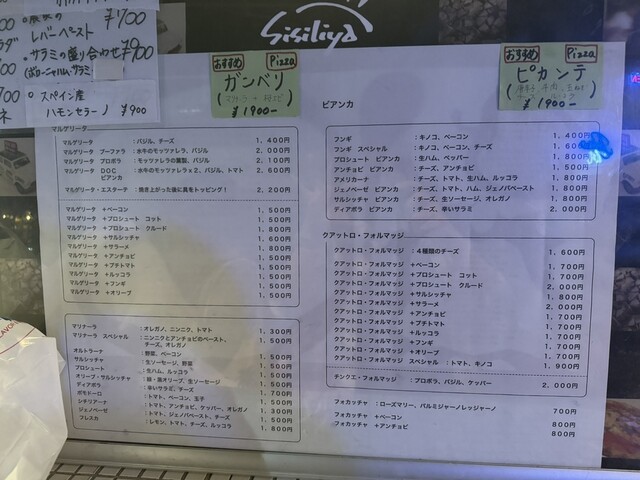 ¥700
レバーペースト
サラミの盛り合わせ ¥900
(ボローニャハム、サラミ
スペイン産
ハモンセラーノ ¥900
Sisiliya
おすすめ Pizza
ガンベリ
¥1900-
おすすめ Pizza
ピカンテ
¥1900-
マルゲリータ
マルゲリータ :バジル、チーズ 1,400円
マルゲリータ ブーファラ :水牛のモッツァレラ、バジル 2,000円
マルゲリータ プロボラ :モッツァレラの燻製、バジル 2,100円
マルゲリータ DOC :水牛のモッツァレラx2、バジル、トマト 2,600円
ビアンカ
マルゲリータ・エステーテ :焼き上がった後に具をトッピング! 2,200円
マルゲリータ +ベーコン 1,500円
マルゲリータ +プロシュート コット 1,500円
マルゲリータ +プロシュート クルード 1,800円
マルゲリータ +サルシッチャ 1,600円
マルゲリータ +サラーメ 1,800円
マルゲリータ +アンチョビ 1,500円
マルゲリータ +プチトマト 1,500円
マルゲリータ +ルッコラ 1,500円
マルゲリータ +フンギ 1,500円
マルゲリータ +オリーブ 1,500円
マリナーラ :オレガノ、ニンニク、トマト 1,300円
マリナーラ スペシャル :ニンニクとアンチョビのペースト、
チーズ、オレガノ 1,500円
オルトラーナ :野菜、ベーコン 1,500円
サルシッチャ :生ソーセージ、野菜 1,500円
プロシュート :生ハム、ルッコラ 1,500円
オリーブ・サルシッチャ :緑・黒オリーブ、生ソーセージ 1,500円
ディアボラ :辛いサラミ、チーズ 1,500円
ポモドーロ :トマト、ベーコン、玉子 1,700円
シチリアーナ :トマト、アンチョビ、ケッパー、オレガノ 1,500円
ジェノベーゼ :トマト、ジェノバペースト、チーズ 1,300円
フレスカ :レモン、トマト、チーズ、ルッコラ 1,800円
ビアンカ
フンギ :キノコ、ベーコン 1,400円
フンギ スペシャル :キノコ、ベーコン、チーズ 1,600円
プロシュート ビアンカ :生ハム、ペッパー 1,800円
アンチョビ ビアンカ :チーズ、アンチョビ 1,500円
アメリカーナ :チーズ、トマト、生ハム、ルッコラ 1,800円
ジェノベーゼ ビアンカ :チーズ、トマト、ハム、ジェノバペースト 1,800円
サルシッチャ ビアンカ :チーズ、生ソーセージ、オレガノ 1,800円
ディアボラ ビアンカ :チーズ、辛いサラミ 2,000円
クアットロ・フォルマッジ
クアットロ・フォルマッジ :4種類のチーズ 1,600円
クアットロ・フォルマッジ +ベーコン 1,700円
クアットロ・フォルマッジ +プロシュート コット 1,700円
クアットロ・フォルマッジ +プロシュート クルード 2,000円
クアットロ・フォルマッジ +サルシッチャ 1,800円
クアットロ・フォルマッジ +サラーメ 2,000円
クアットロ・フォルマッジ +アンチョビ 1,700円
クアットロ・フォルマッジ +プチトマト 1,700円
クアットロ・フォルマッジ +ルッコラ 1,700円
クアットロ・フォルマッジ +フンギ 1,700円
クアットロ・フォルマッジ +オリーブ 1,700円
クアットロ・フォルマッジ スペシャル :トマト、キノコ 1,900円
チンクエ・フォルマッジ :プロボラ、バジル、ケッパー 2,000円
フォカッチャ :ローズマリー、パルミジャーノレッジャーノ 700円
フォカッチャ +ベーコン 800円
フォカッチャ +アンチョビ 800円